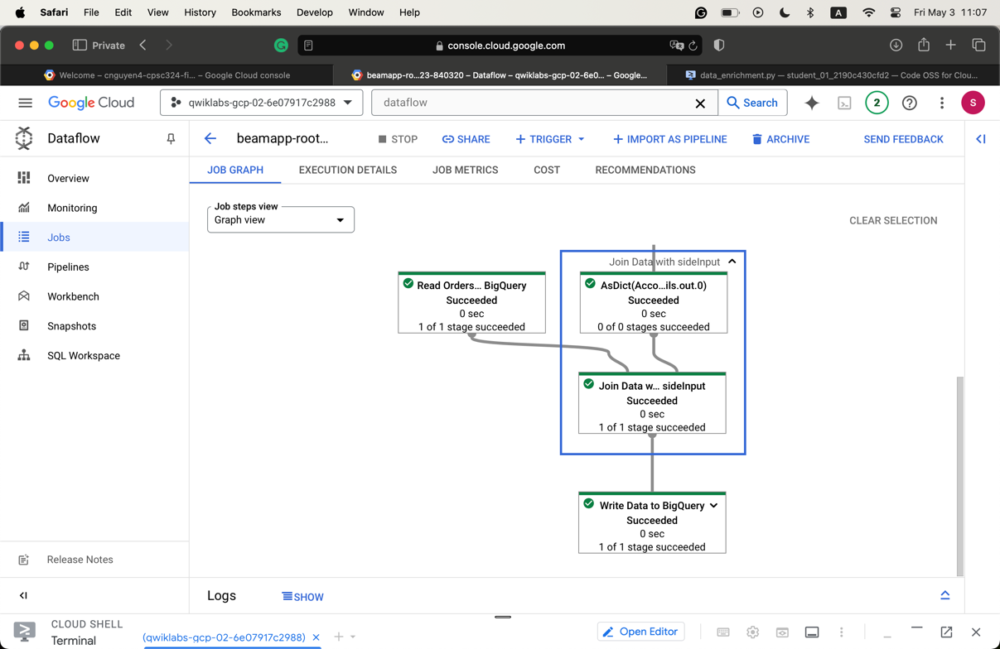 Safari File Edit View History Bookmarks Develop Window Help A Fri May 3 11:07
Private console.cloud.google.com
Welcome – cnguyen4-cpsc324-fi... – Google Cloud console
beamapp-ro...23-840320 – Dataflow – qwiklabs-gcp-02-6e0... – Google...
data_enrichment.py — student_01_2190c430cfd2 — Code OSS for Clou...
Google Cloud qwiklabs-gcp-02-6e07917c2988 dataflow Search 2 S
Dataflow beamapp-root... STOP SHARE TRIGGER IMPORT AS PIPELINE ARCHIVE SEND FEEDBACK
JOB GRAPH EXECUTION DETAILS JOB METRICS COST RECOMMENDATIONS
Overview
Monitoring
Jobs
Pipelines
Workbench
Snapshots
SQL Workspace
Release Notes
Job steps view
Graph view
CLEAR SELECTION
Join Data with sideInput
Read Orders... BigQuery
Succeeded
0 sec
1 of 1 stage succeeded
AsDict(Acco...ils.out.0)
Succeeded
0 sec
0 of 0 stages succeeded
Join Data w... sideInput
Succeeded
0 sec
1 of 1 stage succeeded
Write Data to BigQuery
Succeeded
0 sec
1 of 1 stage succeeded
Logs SHOW
CLOUD SHELL
Terminal (qwiklabs-gcp-02-6e07917c2988) Open Editor